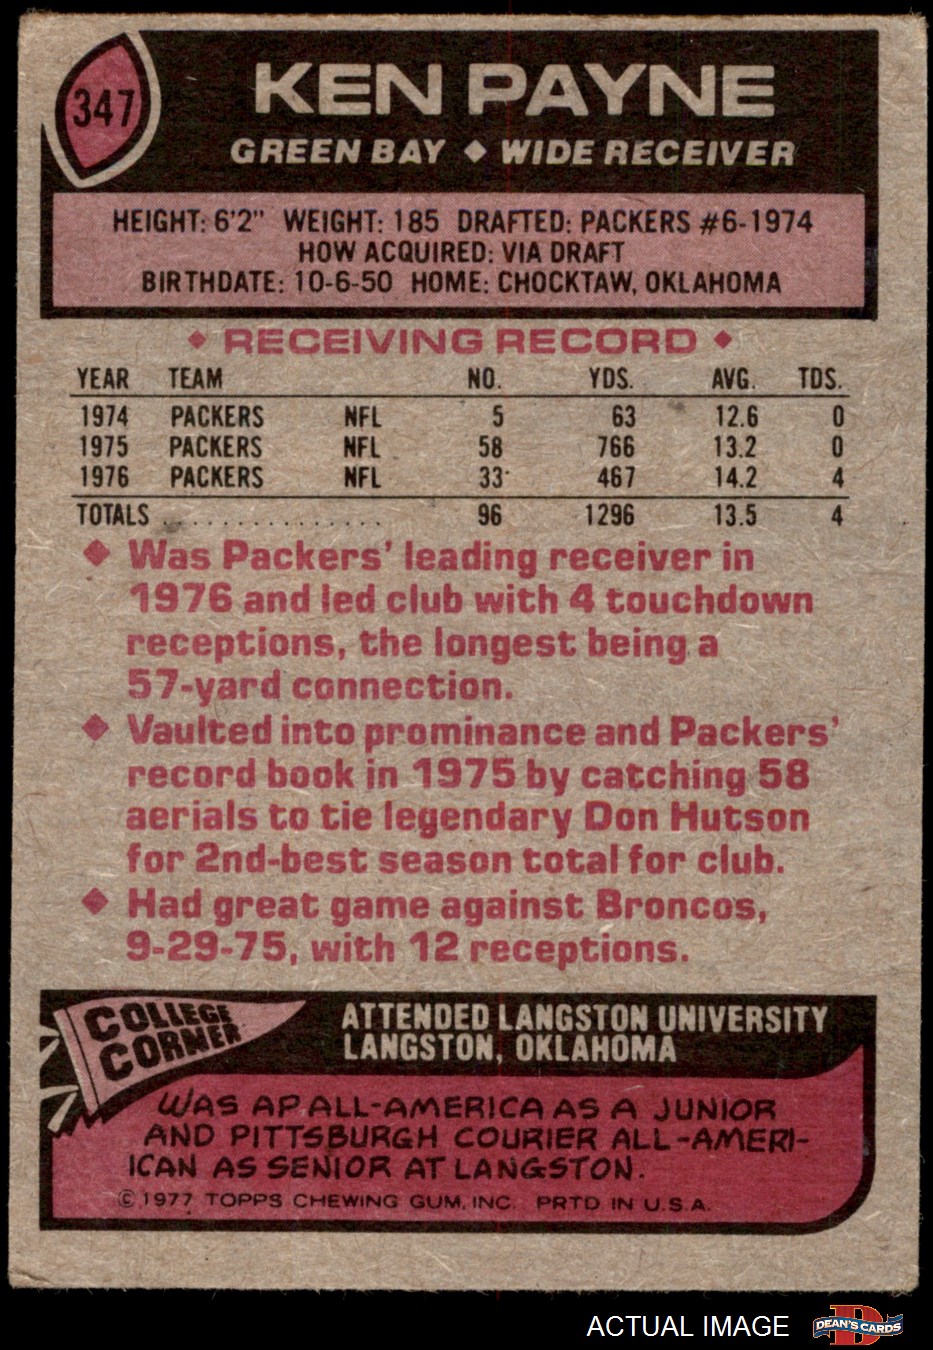 347
KEN PAYNE
GREEN BAY ◆ WIDE RECEIVER
HEIGHT: 6'2" WEIGHT: 185 DRAFTED: PACKERS #6-1974
HOW ACQUIRED: VIA DRAFT
BIRTHDATE: 10-6-50 HOME: CHOCKTAW, OKLAHOMA
◆ RECEIVING RECORD ◆
YEAR TEAM NO. YDS. AVG. TDS.
1974 PACKERS NFL 5 63 12.6 0
1975 PACKERS NFL 58 766 13.2 0
1976 PACKERS NFL 33 467 14.2 4
TOTALS . . . . . . . . . . . . . . . 96 1296 13.5 4
◆ Was Packers' leading receiver in
1976 and led club with 4 touchdown
receptions, the longest being a
57-yard connection.
◆ Vaulted into prominance and Packers'
record book in 1975 by catching 58
aerials to tie legendary Don Hutson
for 2nd-best season total for club.
◆ Had great game against Broncos,
9-29-75, with 12 receptions.
COLLEGE
CORNER
ATTENDED LANGSTON UNIVERSITY
LANGSTON, OKLAHOMA
WAS AP ALL-AMERICA AS A JUNIOR
AND PITTSBURGH COURIER ALL-AMERI-
ICAN AS SENIOR AT LANGSTON.
© 1977 TOPPS CHEWING GUM, INC. PRTD IN U.S.A.
ACTUAL IMAGE
D
DEAN'S CARDS